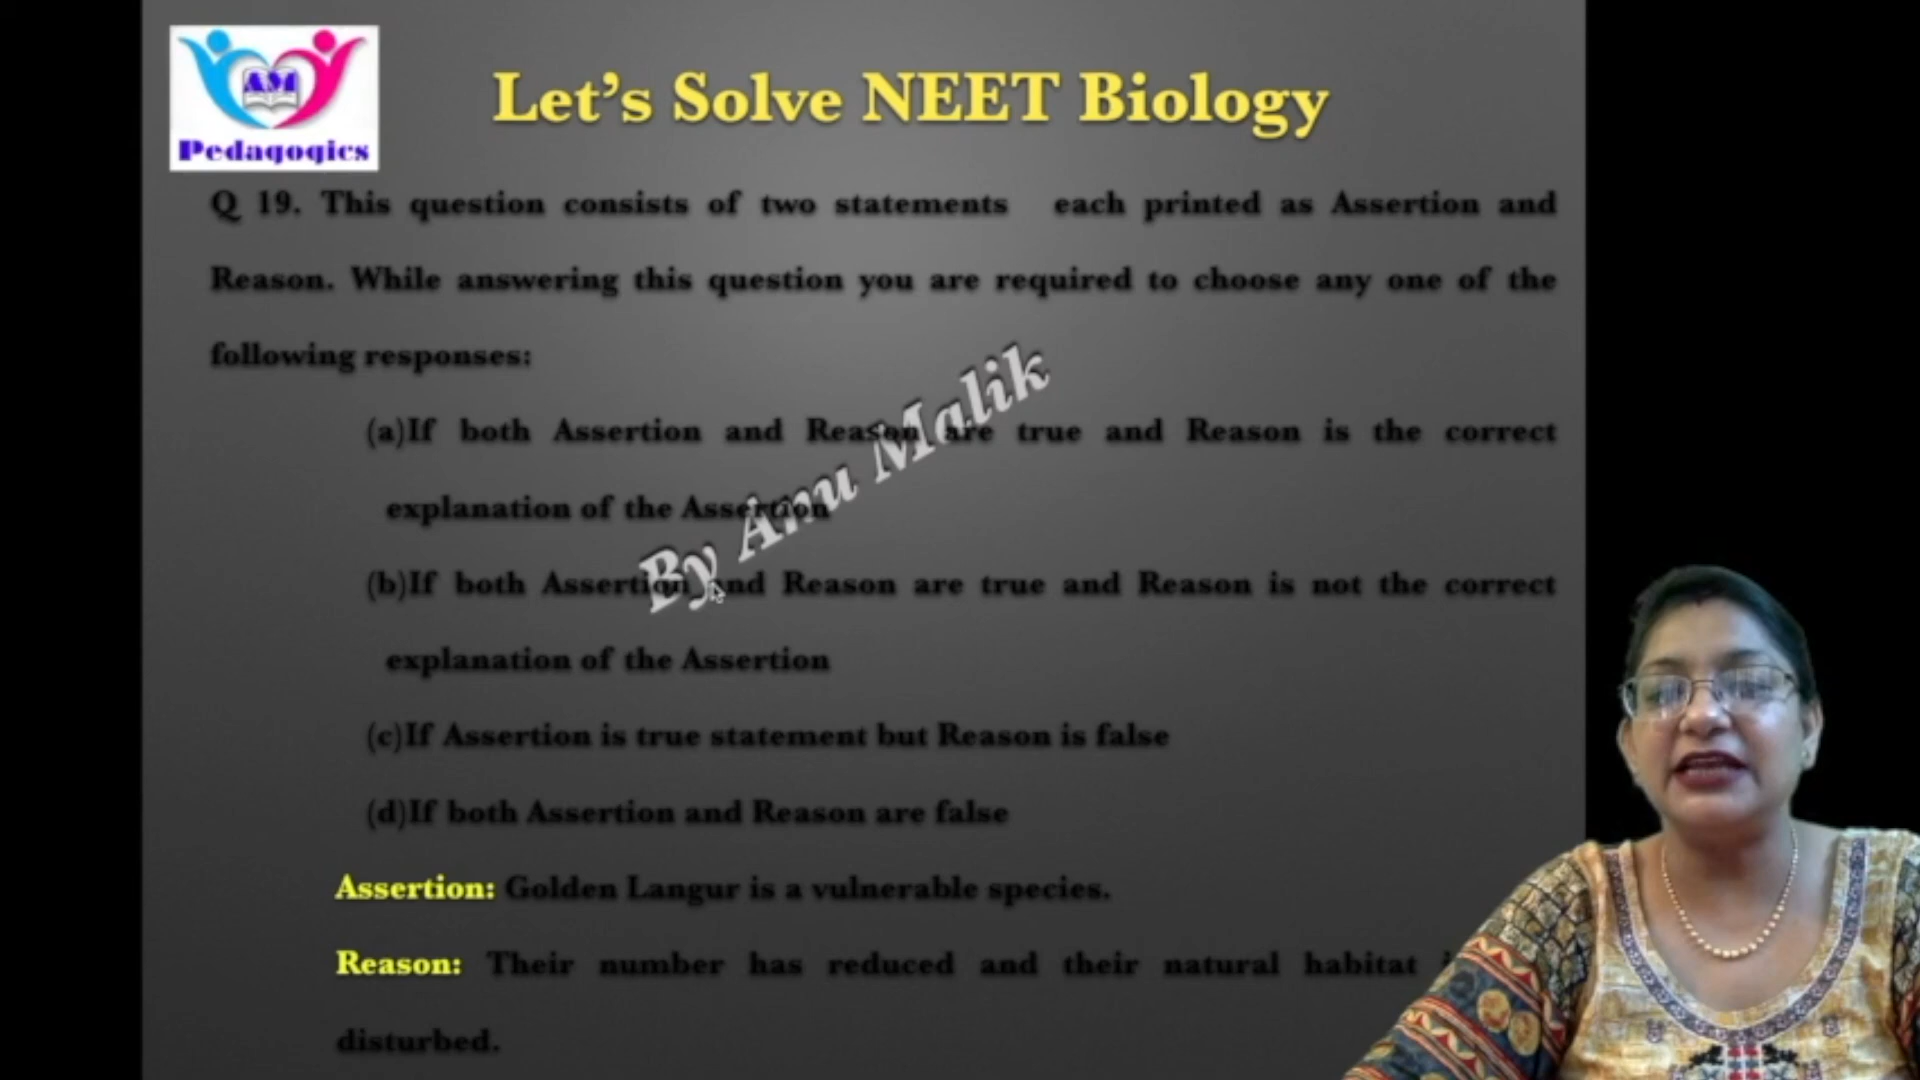 AM
Pedagogics
Let's Solve NEET Biology
Q 19. This question consists of two statements each printed as Assertion and
Reason. While answering this question you are required to choose any one of the
following responses:
(a)If both Assertion and Reason are true and Reason is the correct
explanation of the Assertion
(b)If both Assertion and Reason are true and Reason is not the correct
explanation of the Assertion
(c)If Assertion is true statement but Reason is false
(d)If both Assertion and Reason are false
Assertion: Golden Langur is a vulnerable species.
Reason: Their number has reduced and their natural habitat
disturbed.
By Anu Malik